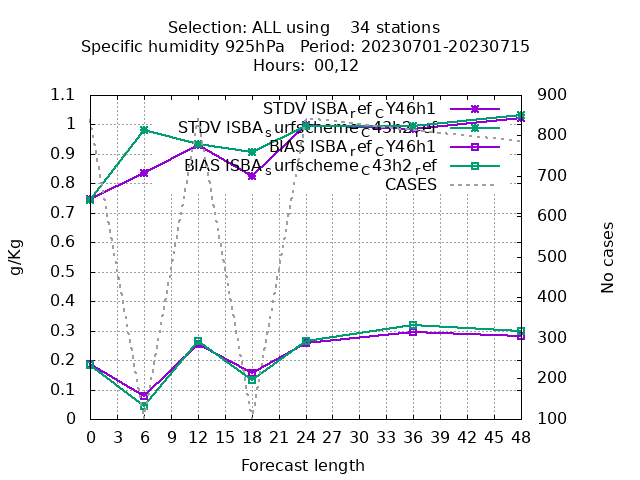 Selection: ALL using    34 stations
Specific humidity 925hPa   Period: 20230701-20230715
Hours:  00,12
STDV ISBA_ref_CY46h1
STDV ISBA_surfscheme_C43h2_ref
BIAS ISBA_ref_CY46h1
BIAS ISBA_surfscheme_C43h2_ref
CASES
g/Kg
1.1
1
0.9
0.8
0.7
0.6
0.5
0.4
0.3
0.2
0.1
0
900
800
700
600
500
400
300
200
100
No cases
0 3 6 9 12 15 18 21 24 27 30 33 36 39 42 45 48
Forecast length